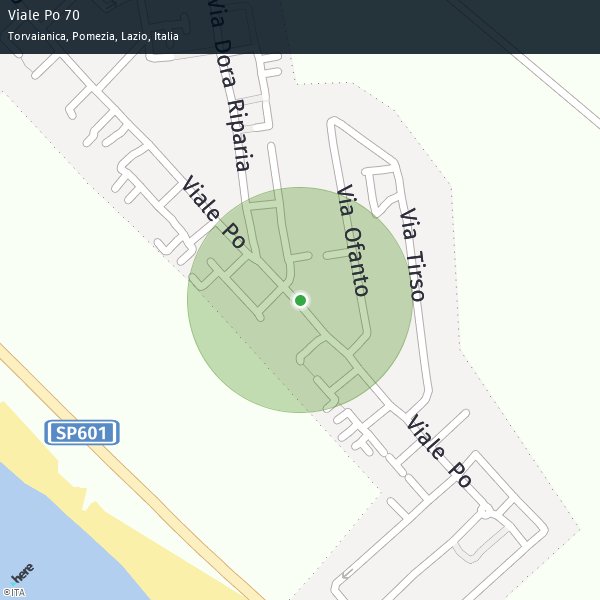 Viale Po 70
Torvaianica, Pomezia, Lazio, Italia
Via Dora Riparia
Viale Po
Via Ofanto
Via Tirso
SP601
Viale Po
here
©ITA